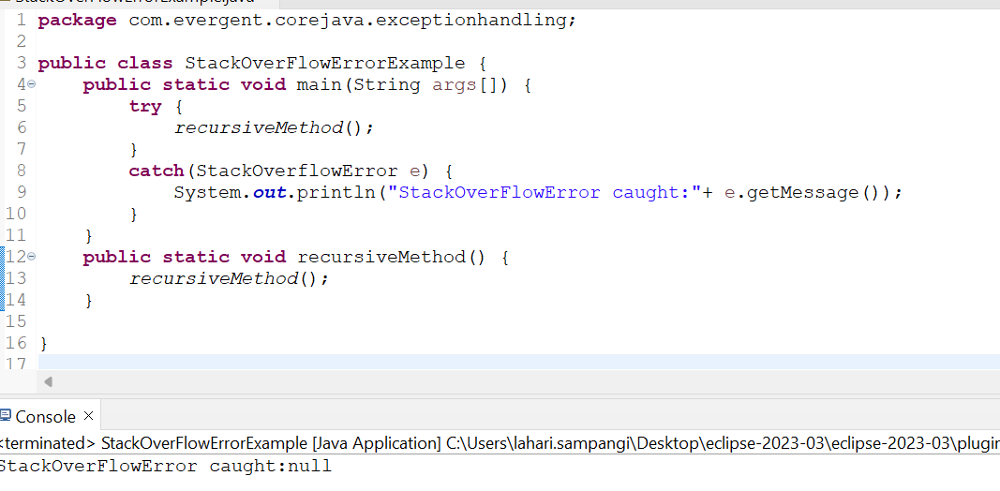 StackOverFlowErrorExample.java
1 package com.evergent.corejava.exceptionhandling;
2
3 public class StackOverFlowErrorExample {
4 public static void main(String args[]) {
5 try {
6 recursiveMethod();
7 }
8 catch(StackOverflowError e) {
9 System.out.println("StackOverFlowError caught:"+ e.getMessage());
10 }
11 }
12 public static void recursiveMethod() {
13 recursiveMethod();
14 }
15
16 }
17
Console ×
<terminated> StackOverFlowErrorExample [Java Application] C:\Users\lahari.sampangi\Desktop\eclipse-2023-03\eclipse-2023-03\plugin
StackOverFlowError caught:null